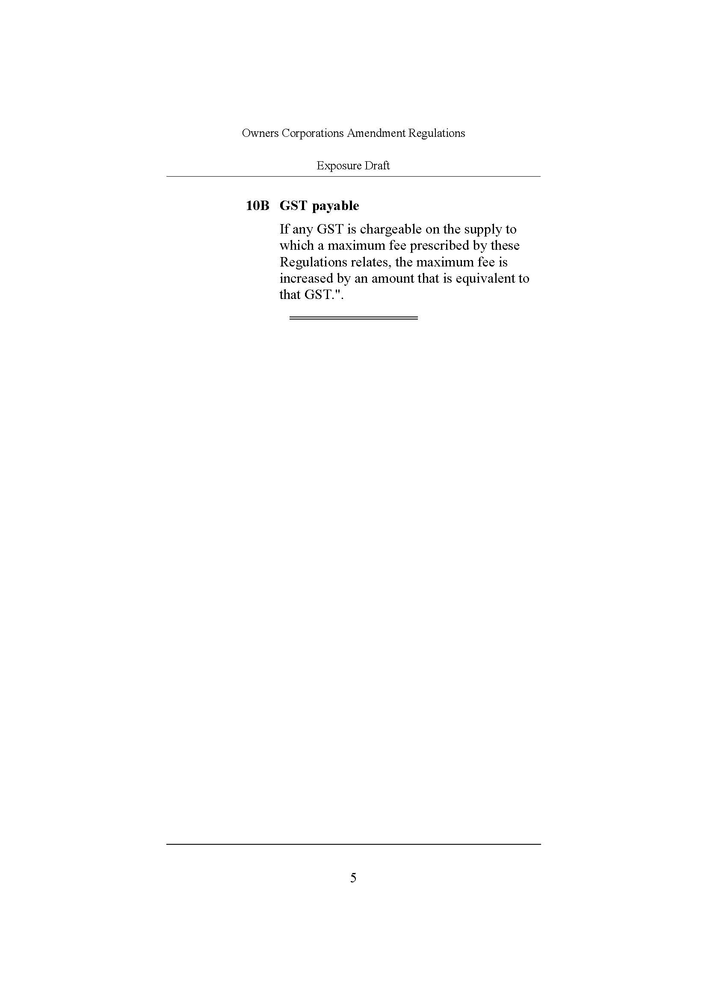 Owners Corporations Amendment Regulations
Exposure Draft
10B GST payable
If any GST is chargeable on the supply to
which a maximum fee prescribed by these
Regulations relates, the maximum fee is
increased by an amount that is equivalent to
that GST.".
5